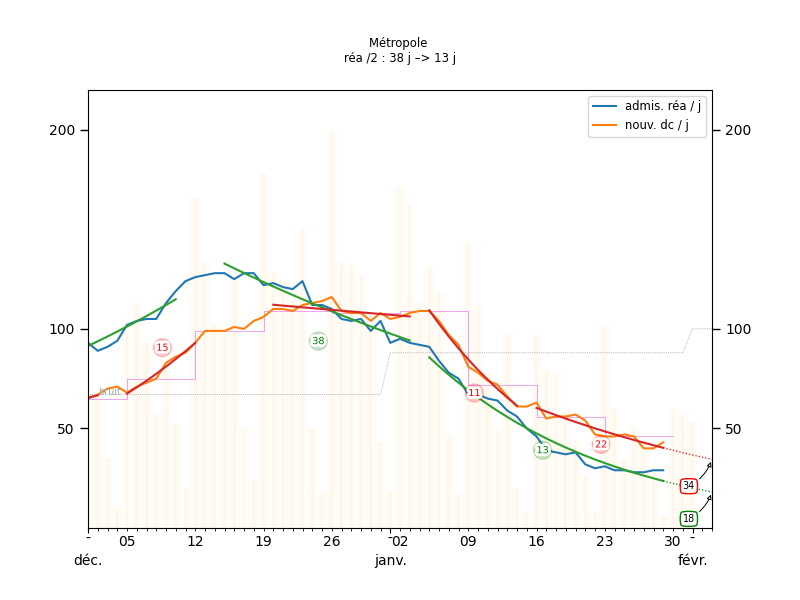 Métropole
réa /2 : 38 j –> 13 j
admis. réa / j
nouv. dc / j
200
200
100
100
50
50
15
38
11
13
22
34
18
bruit
05
12
19
26
02
09
16
23
30
déc.
janv.
févr.